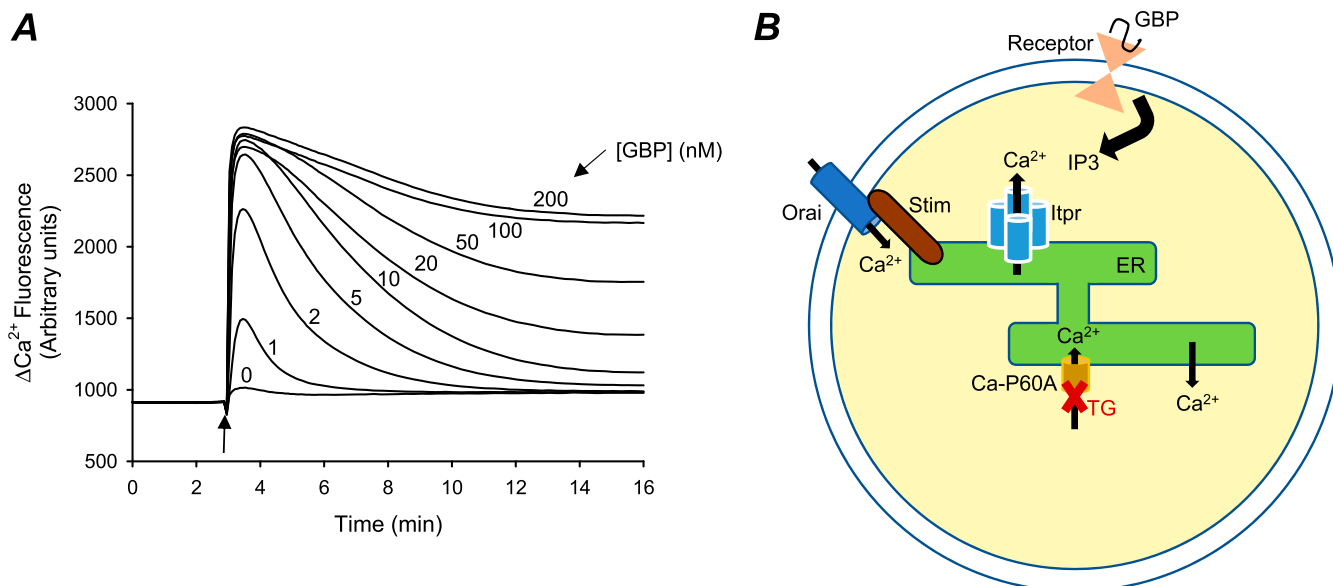 A
3000
2500
2000
1500
1000
500
0 2 4 6 8 10 12 14 16
ΔCa²⁺ Fluorescence
(Arbitrary units)
Time (min)
[GBP] (nM)
200
100
50
20
10
5
2
1
0
B
GBP
Receptor
Ca²⁺
IP3
Orai
Stim
Itpr
Ca²⁺
ER
Ca²⁺
Ca-P60A
TG
Ca²⁺